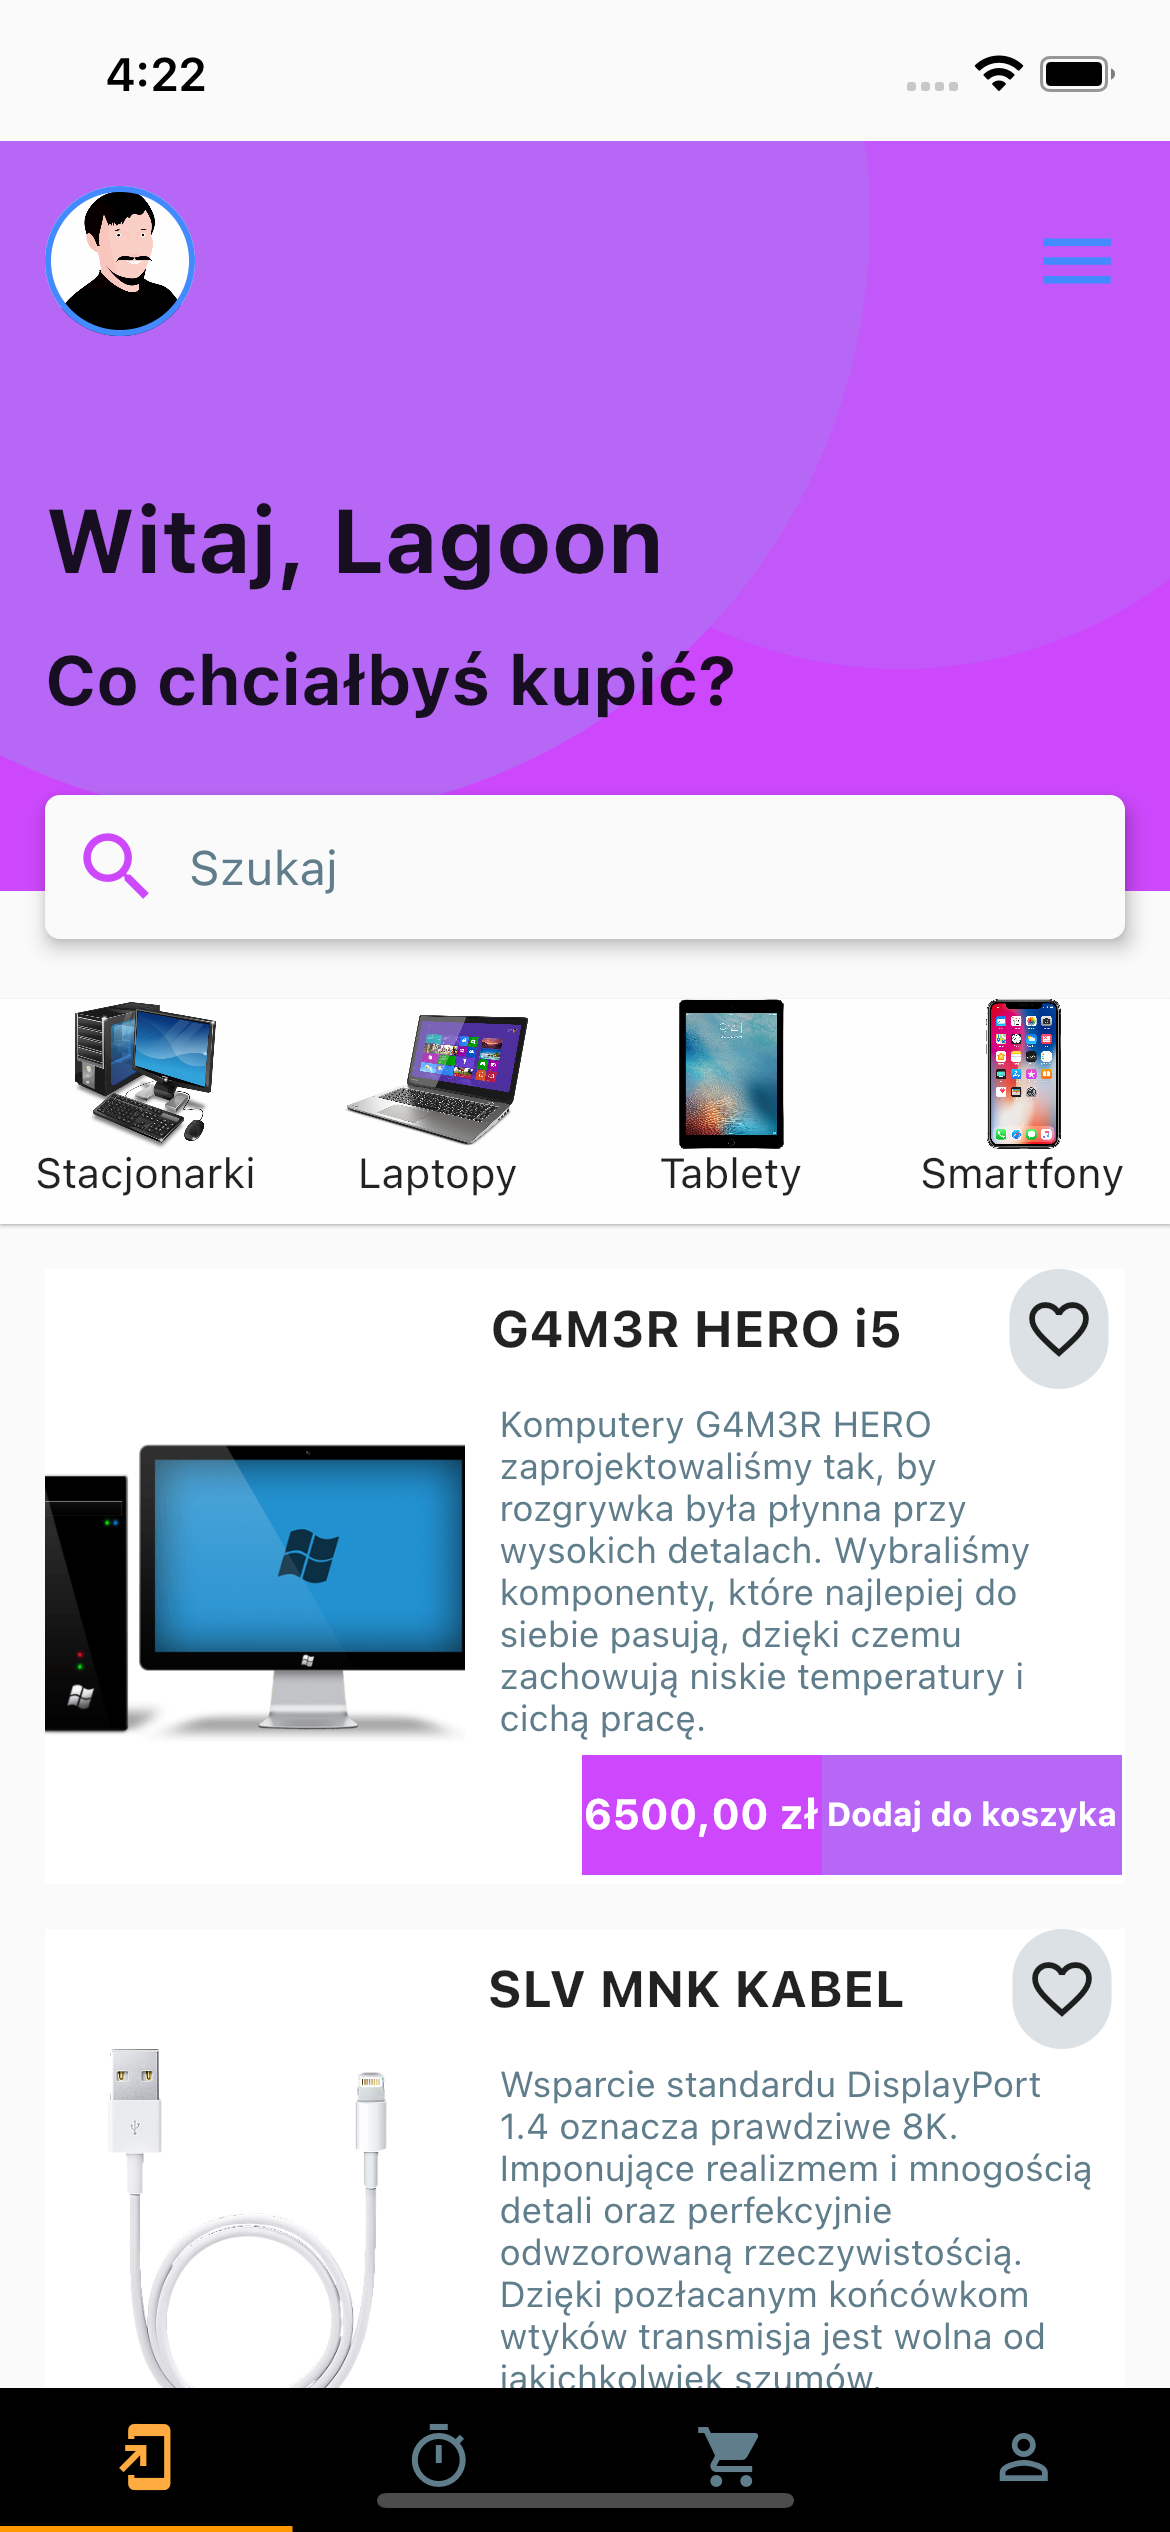 4:22
Witaj, Lagoon
Co chciałbyś kupić?
Szukaj
Stacjonarki
Laptopy
Tablety
Smartfony
G4M3R HERO i5
Komputery G4M3R HERO
zaprojektowaliśmy tak, by
rozgrywka była płynna przy
wysokich detalach. Wybraliśmy
komponenty, które najlepiej do
siebie pasują, dzięki czemu
zachowują niskie temperatury i
cichą pracę.
6500,00 zł
Dodaj do koszyka
SLV MNK KABEL
Wsparcie standardu DisplayPort
1.4 oznacza prawdziwe 8K.
Imponujące realizmem i mnogością
detali oraz perfekcyjnie
odwzorowaną rzeczywistością.
Dzięki pozłacanym końcówkom
wtyków transmisja jest wolna od
jakichkolwiek szumów.